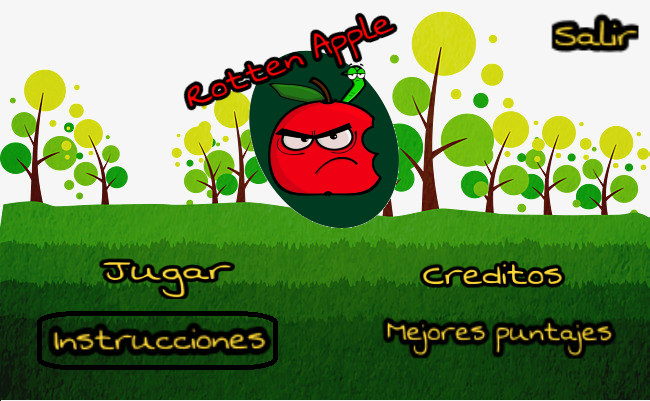 Rotten Apple
Salir
Jugar
Creditos
Instrucciones
Mejores puntajes